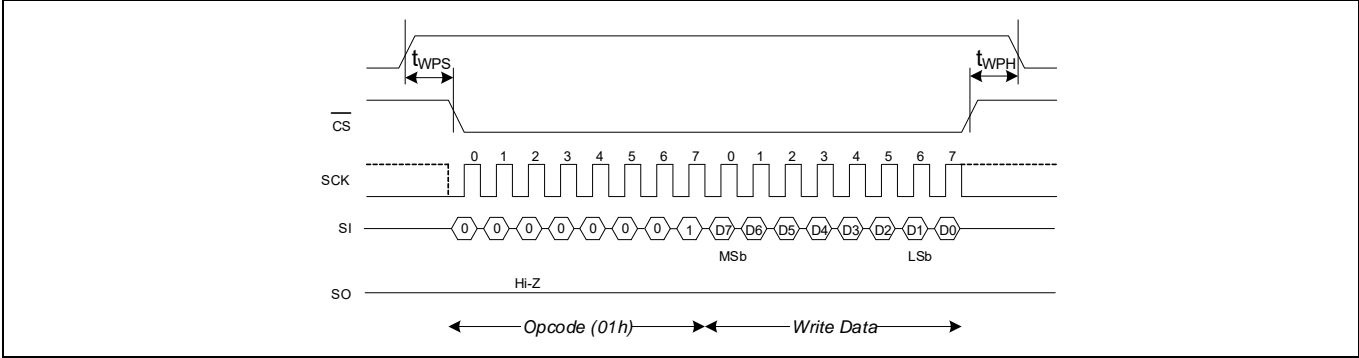 tWPS tWPH
CS
0 1 2 3 4 5 6 7 0 1 2 3 4 5 6 7
SCK
SI 0 0 0 0 0 0 0 1 D7 D6 D5 D4 D3 D2 D1 D0
MSb LSb
Hi-Z
SO
Opcode (01h) Write Data